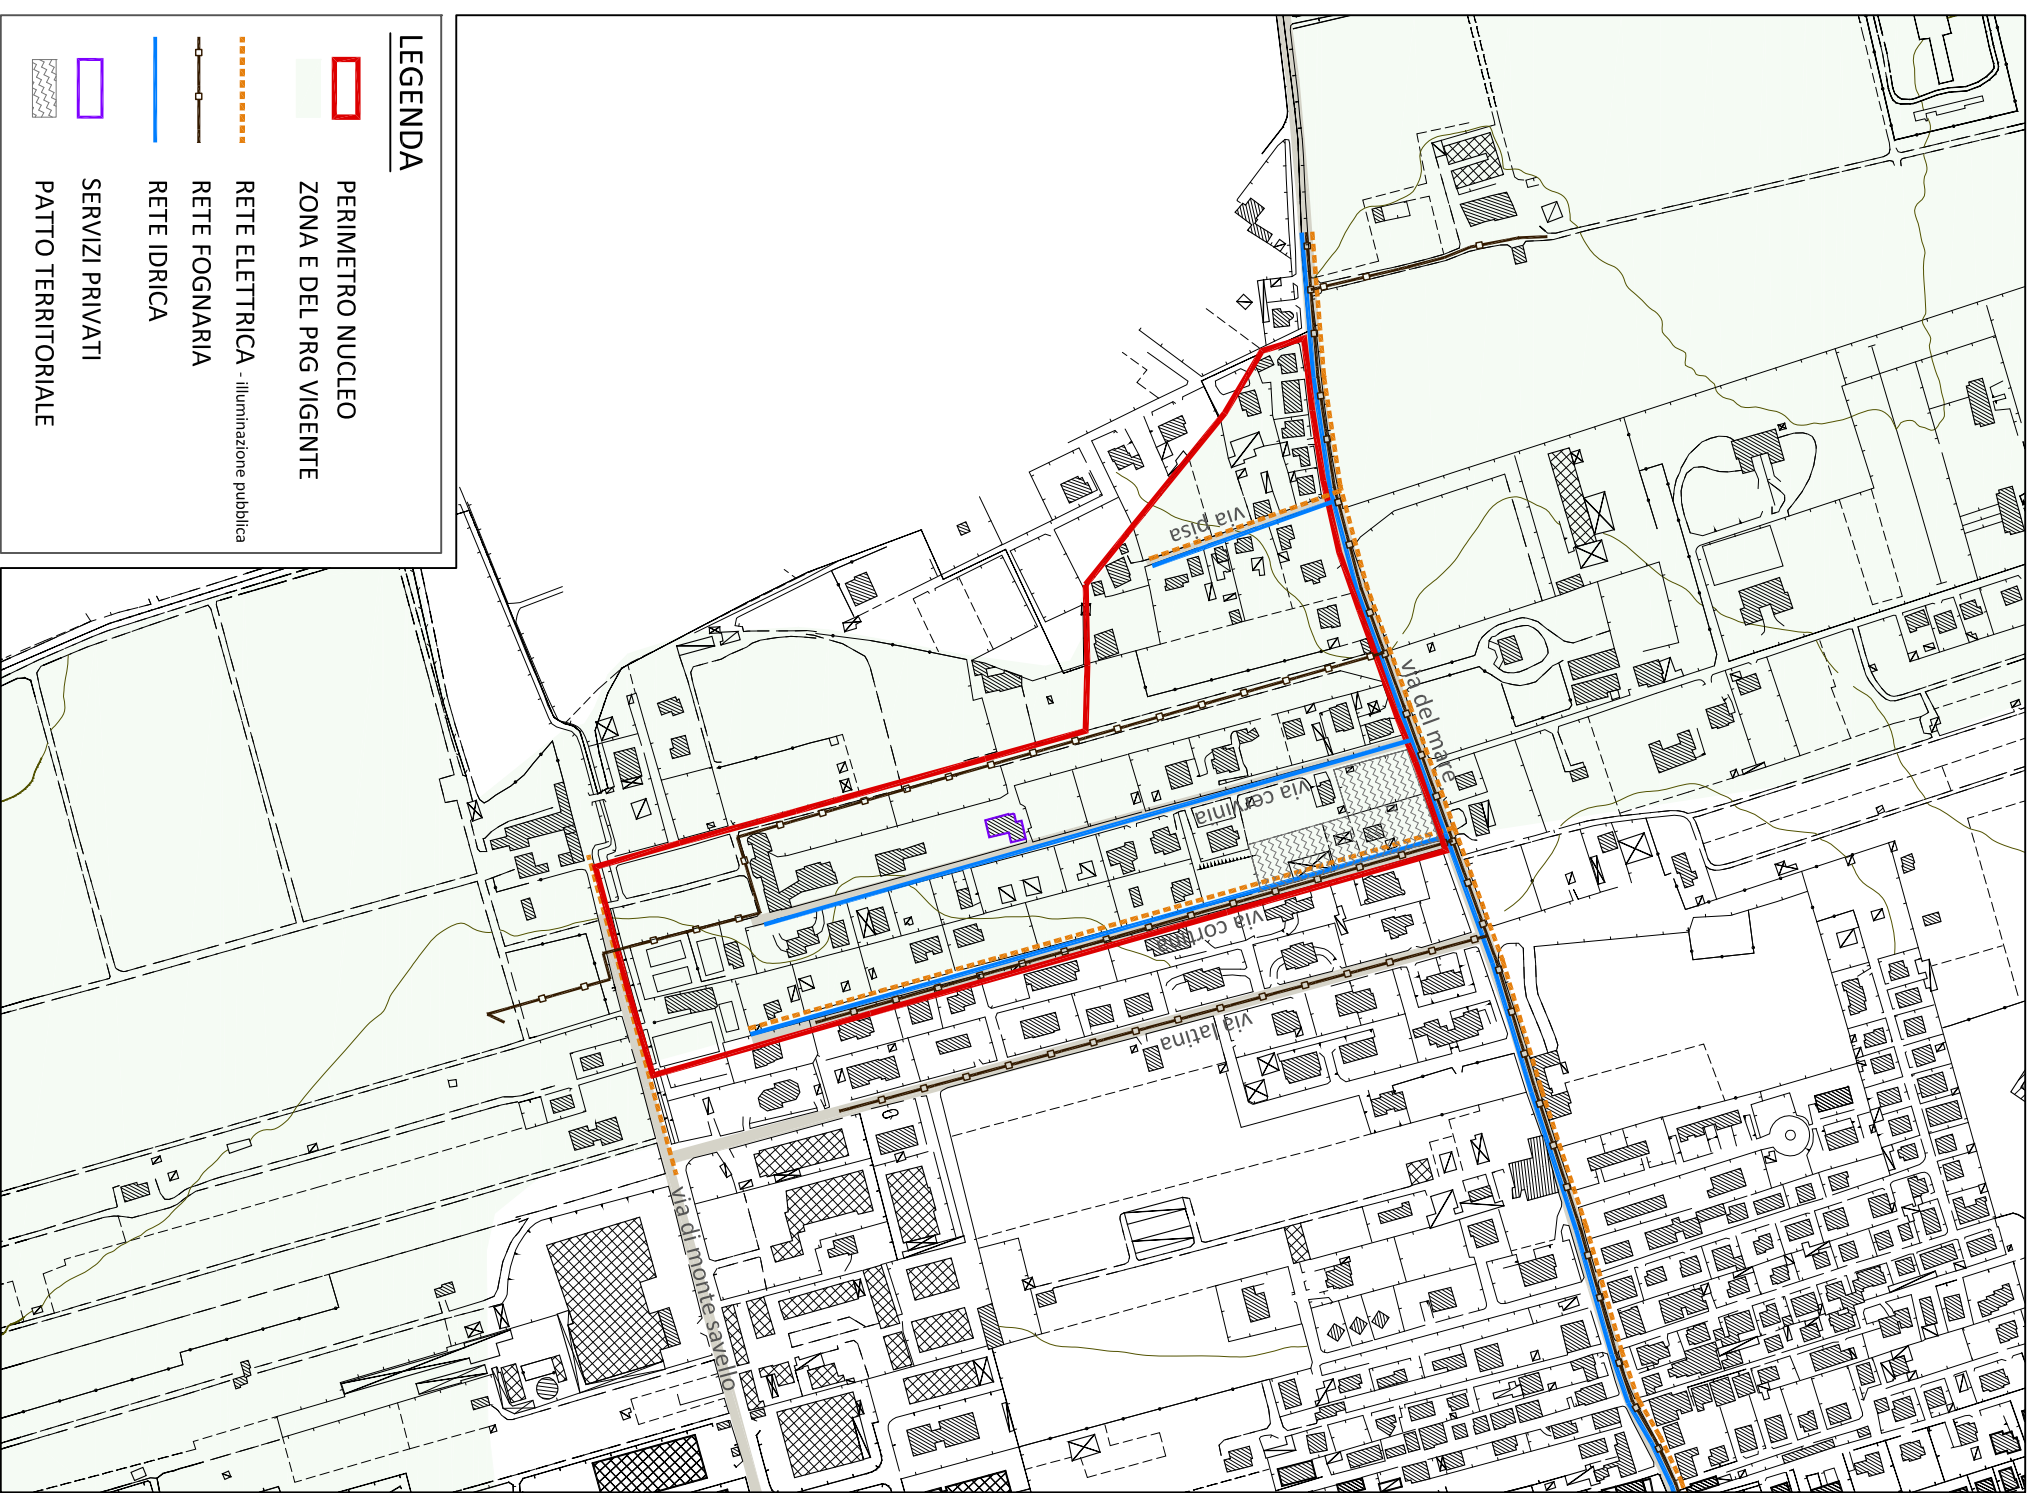 LEGENDA
PERIMETRO NUCLEO
ZONA E DEL PRG VIGENTE
RETE ELETTRICA - illuminazione pubblica
RETE FOGNARIA
RETE IDRICA
SERVIZI PRIVATI
PATTO TERRITORIALE
via pisa
via del mare
via cervinia
via cortina
via latina
via di monte savello